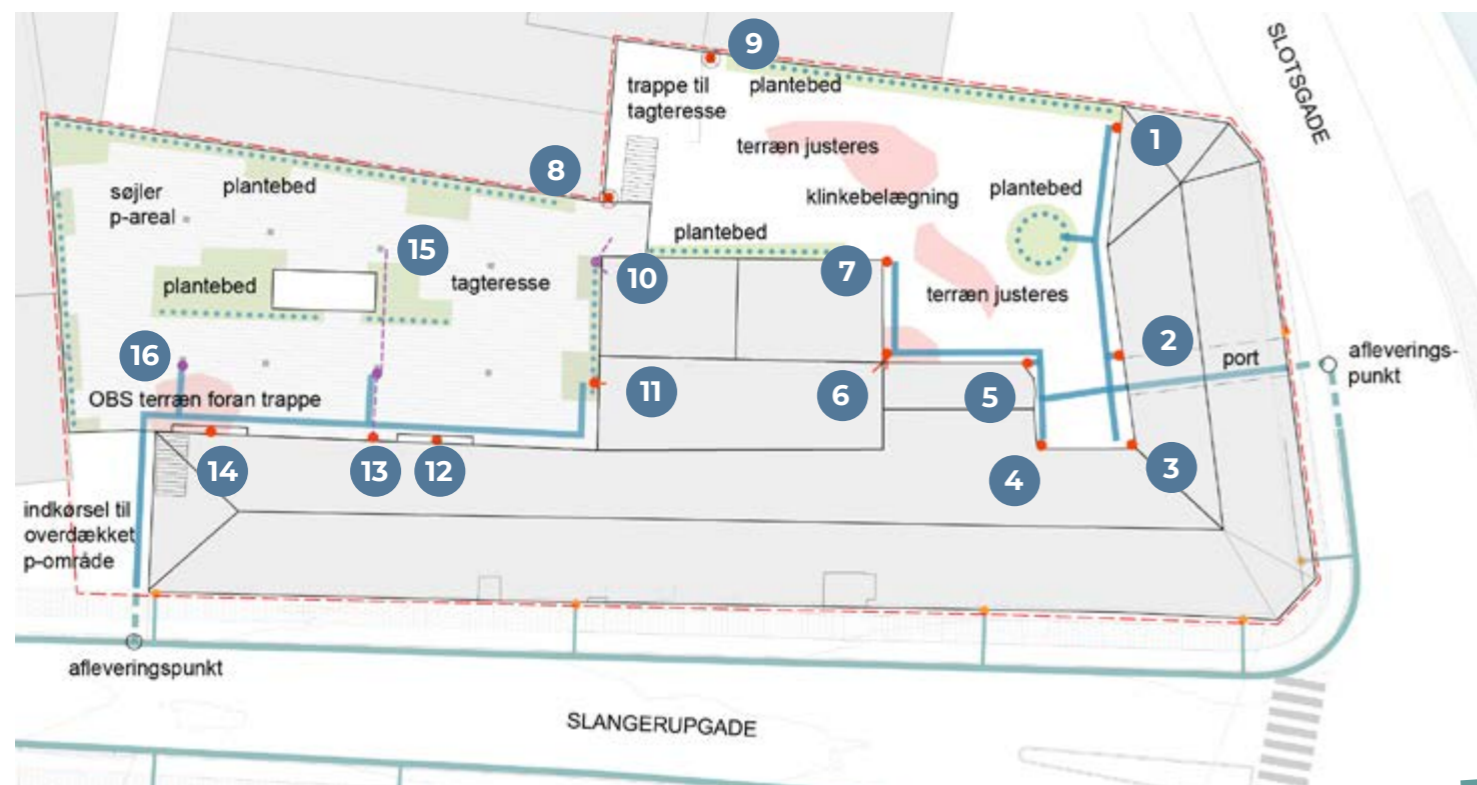 9
SLOTSGADE
trappe til
tagteresse
plantebed
1
terræn justeres
8
søjler
p-areal
plantebed
klinkebelægning
plantebed
15
plantebed
10
7
plantebed
tagteresse
terræn justeres
16
2
port
afleverings-
punkt
OBS terræn foran trappe
11
6
5
14
13
12
4
3
indkørsel til
overdækket
p-område
afleveringspunkt
SLANGERUPGADE